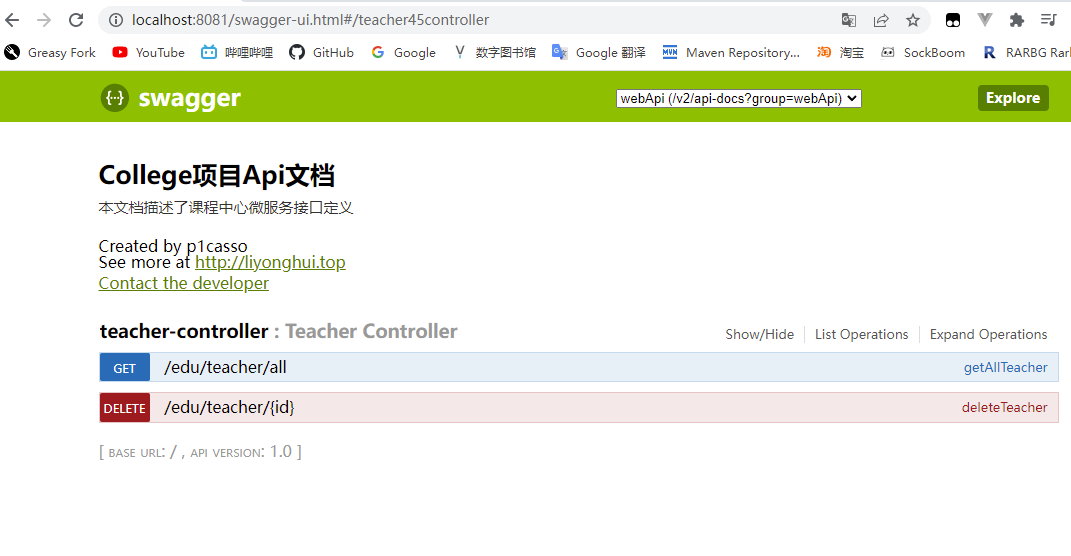 localhost:8081/swagger-ui.html#/teacher45controller
Greasy Fork YouTube 哔哩哔哩 GitHub Google 数字图书馆 Google 翻译 Maven Repository... 淘宝 SockBoom RARBG Rarl
{··} swagger webApi (/v2/api-docs?group=webApi) Explore
College项目Api文档
本文档描述了课程中心微服务接口定义
Created by p1casso
See more at http://liyonghui.top
Contact the developer
teacher-controller : Teacher Controller Show/Hide List Operations Expand Operations
GET /edu/teacher/all getAllTeacher
DELETE /edu/teacher/{id} deleteTeacher
[ BASE URL: / , API VERSION: 1.0 ]